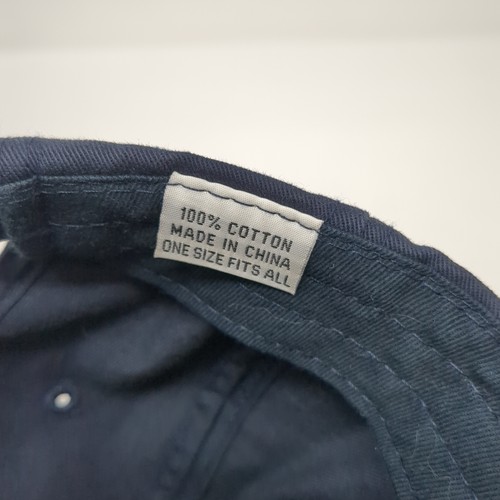 100% COTTON
MADE IN CHINA
ONE SIZE FITS ALL